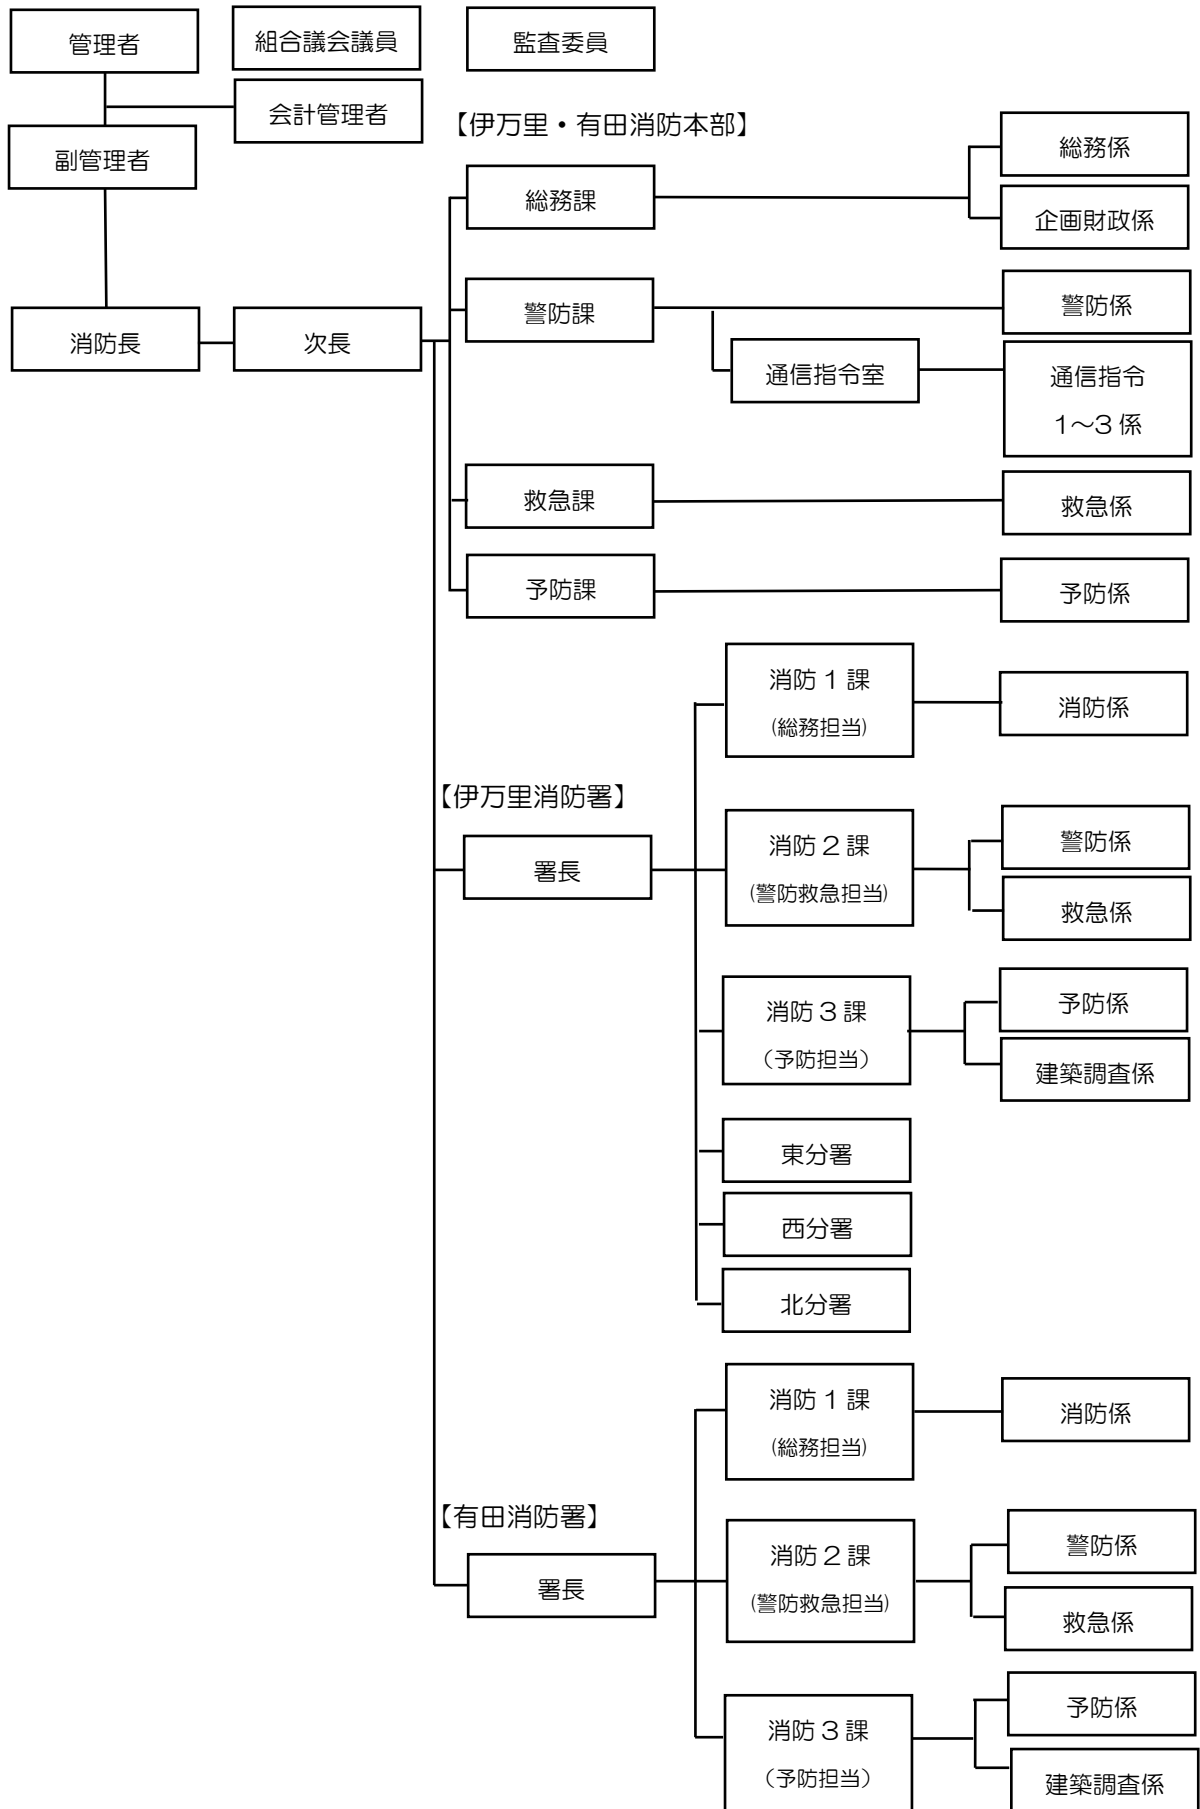 管理者
組合議会議員
監査委員
会計管理者
副管理者
【伊万里・有田消防本部】
総務課
総務係
企画財政係
消防長
次長
警防課
警防係
通信指令室
通信指令
1～3 係
救急課
救急係
予防課
予防係
【伊万里消防署】
署長
消防 1 課
(総務担当)
消防係
消防 2 課
(警防救急担当)
警防係
救急係
消防 3 課
（予防担当）
予防係
建築調査係
東分署
西分署
北分署
【有田消防署】
署長
消防 1 課
(総務担当)
消防係
消防 2 課
(警防救急担当)
警防係
救急係
消防 3 課
（予防担当）
予防係
建築調査係